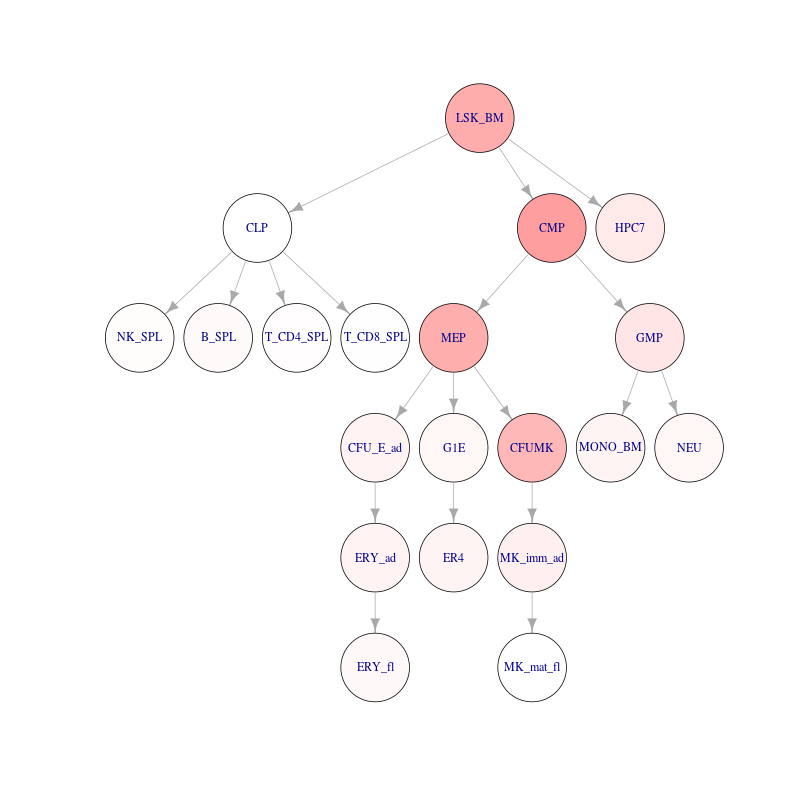 LSK_BM
CLP
CMP
HPC7
NK_SPL
B_SPL
T_CD4_SPL
T_CD8_SPL
MEP
GMP
CFU_E_ad
G1E
CFUMK
MONO_BM
NEU
ERY_ad
ER4
MK_imm_ad
ERY_fl
MK_mat_fl